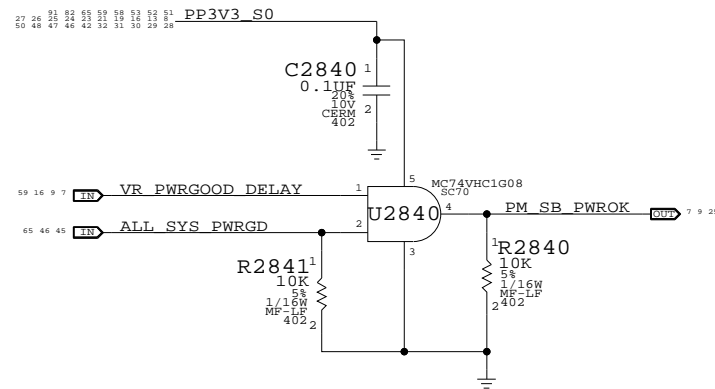 91 82 65 59 58 53 52 51
27 26 25 24 23 21 19 16 13 8
50 48 47 46 42 32 31 30 29 28
PP3V3_S0
C2840
0.1UF
20%
10V
CERM
402
1
2
5
MC74VHC1G08
SC70
59 16 9 7
IN
VR_PWRGOOD_DELAY
1
U2840
4
PM_SB_PWROK
OUT
65 46 45
IN
ALL_SYS_PWRGD
2
3
R2841
10K
5%
1/16W
MF-LF
402
1
2
R2840
10K
5%
1/16W
MF-LF
402
1
2